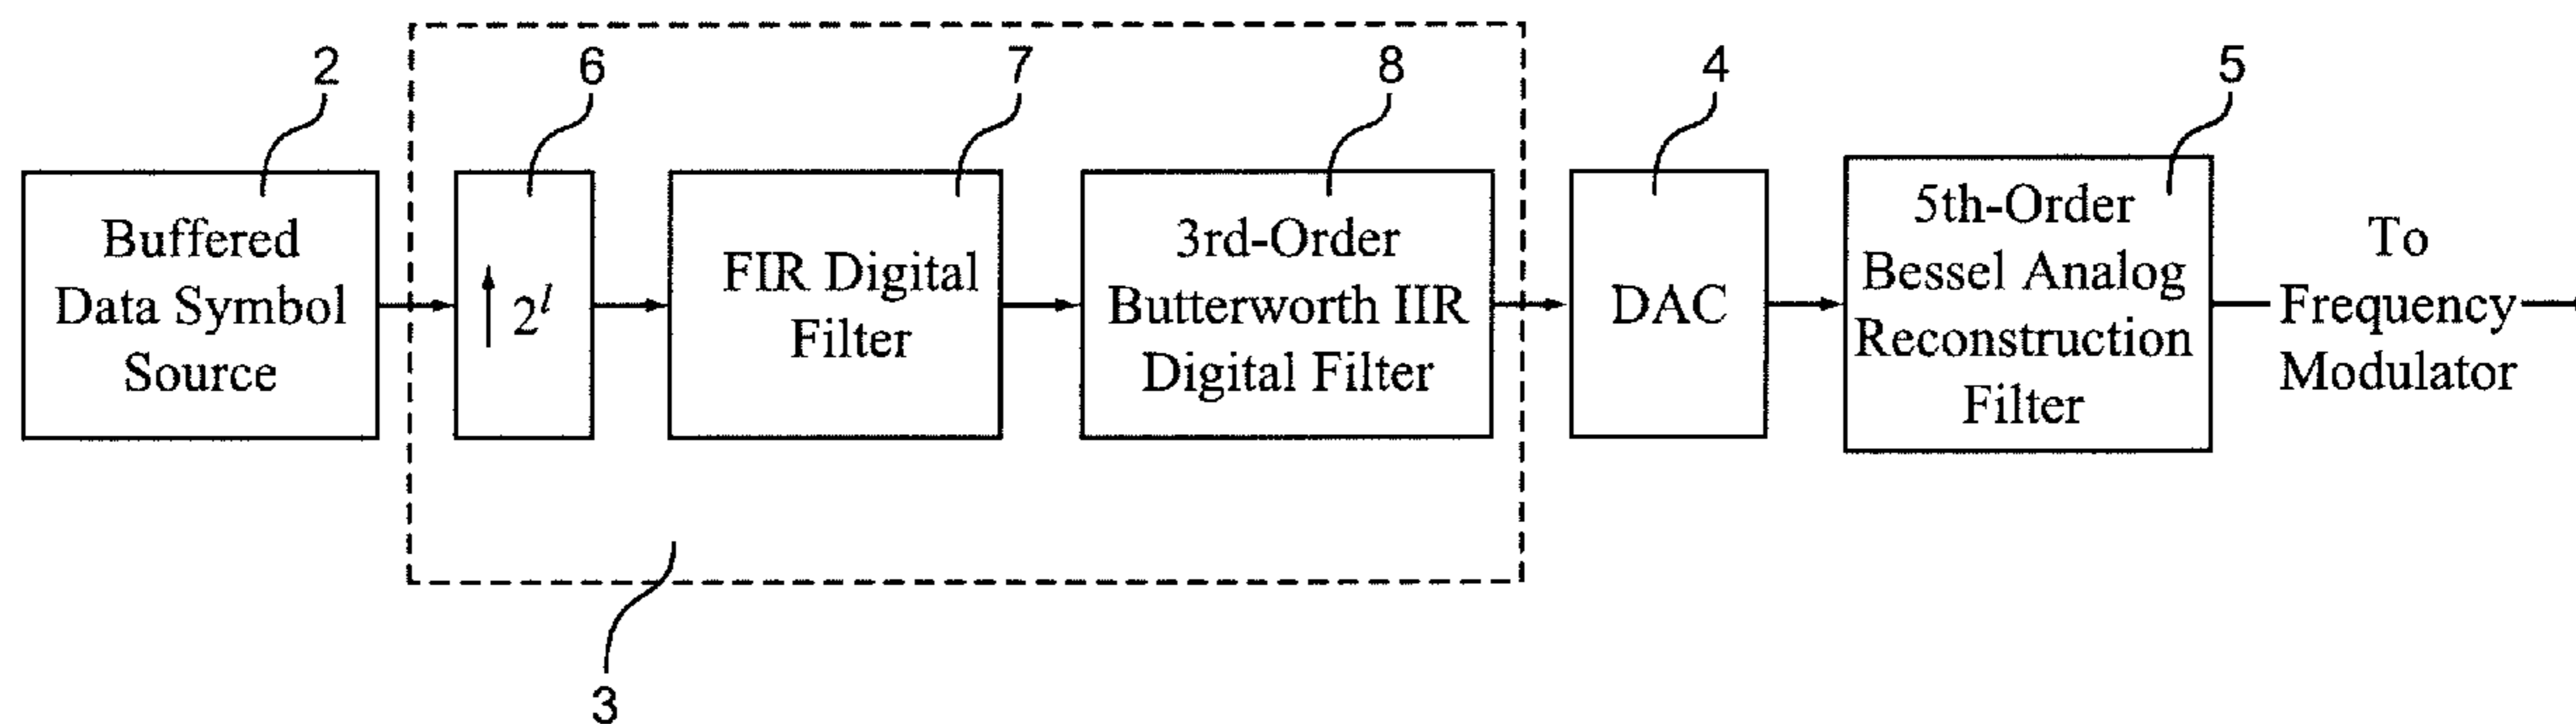 2
6
7
8
4
5
Buffered
Data Symbol
Source
↑ 2^l
FIR Digital
Filter
3rd-Order
Butterworth IIR
Digital Filter
DAC
5th-Order
Bessel Analog
Reconstruction
Filter
To
Frequency
Modulator
3